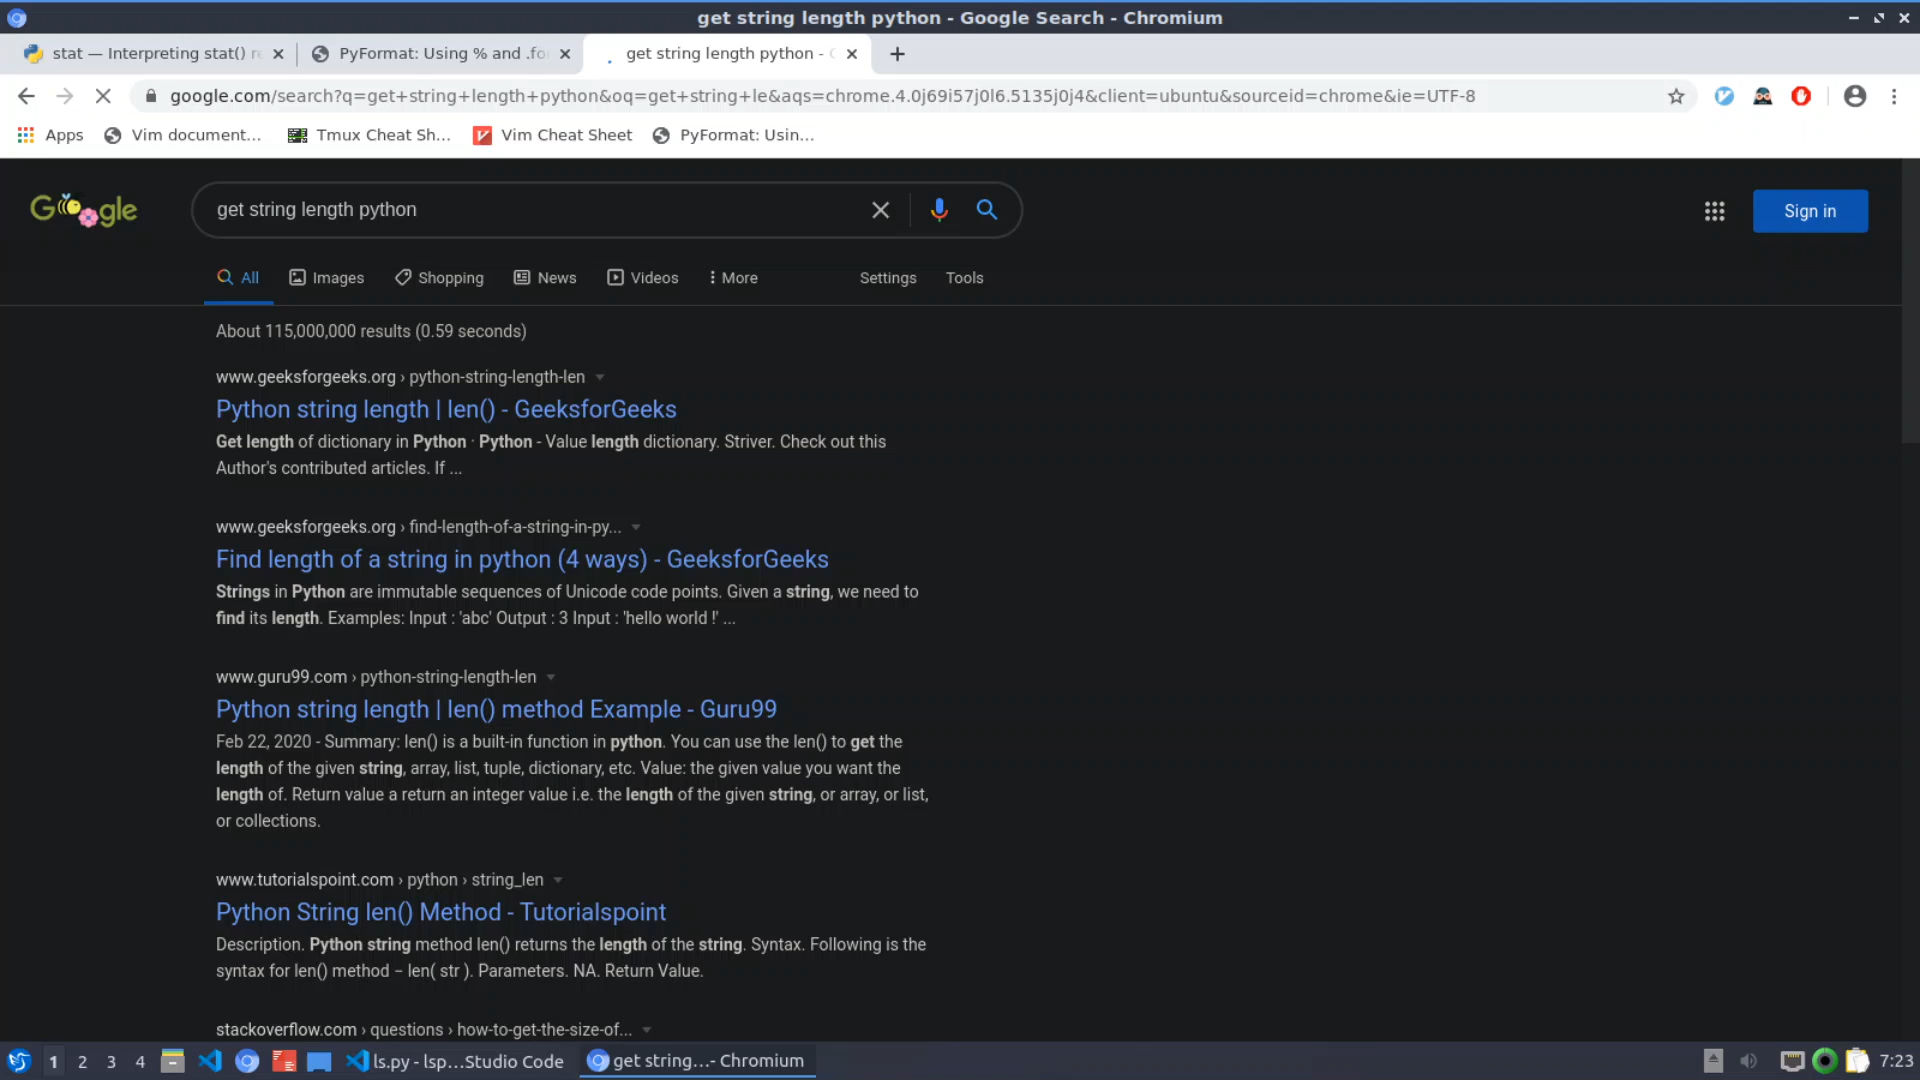 get string length python - Google Search - Chromium
stat — Interpreting stat() re
PyFormat: Using % and .fo
get string length python - G
google.com/search?q=get+string+length+python&oq=get+string+le&aqs=chrome.4.0j69i57j0l6.5135j0j4&client=ubuntu&sourceid=chrome&ie=UTF-8
Apps
Vim document...
Tmux Cheat Sh...
Vim Cheat Sheet
PyFormat: Usin...
Google
get string length python
Sign in
All
Images
Shopping
News
Videos
More
Settings
Tools
About 115,000,000 results (0.59 seconds)
www.geeksforgeeks.org › python-string-length-len
Python string length | len() - GeeksforGeeks
Get length of dictionary in Python · Python - Value length dictionary. Striver. Check out this
Author's contributed articles. If ...
www.geeksforgeeks.org › find-length-of-a-string-in-py...
Find length of a string in python (4 ways) - GeeksforGeeks
Strings in Python are immutable sequences of Unicode code points. Given a string, we need to
find its length. Examples: Input : 'abc' Output : 3 Input : 'hello world !' ...
www.guru99.com › python-string-length-len
Python string length | len() method Example - Guru99
Feb 22, 2020 - Summary: len() is a built-in function in python. You can use the len() to get the
length of the given string, array, list, tuple, dictionary, etc. Value: the given value you want the
length of. Return value a return an integer value i.e. the length of the given string, or array, or list,
or collections.
www.tutorialspoint.com › python › string_len
Python String len() Method - Tutorialspoint
Description. Python string method len() returns the length of the string. Syntax. Following is the
syntax for len() method − len( str ). Parameters. NA. Return Value.
stackoverflow.com › questions › how-to-get-the-size-of...
1
2
3
4
ls.py - lsp...Studio Code
get string...- Chromium
7:23